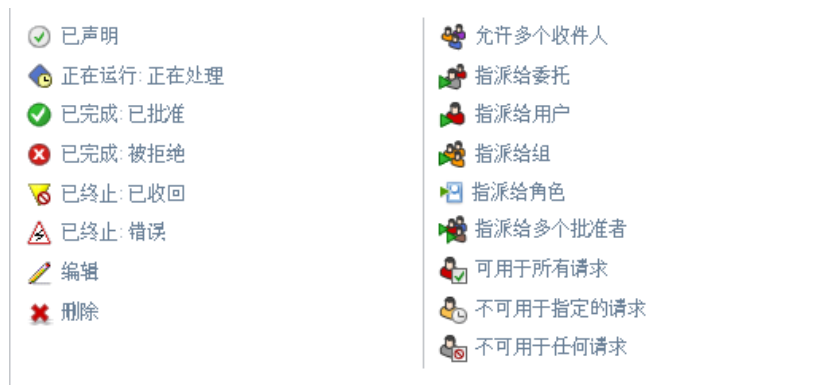 已声明
正在运行: 正在处理
已完成: 已批准
已完成: 被拒绝
已终止: 已收回
已终止: 错误
编辑
删除
允许多个收件人
指派给委托
指派给用户
指派给组
指派给角色
指派给多个批准者
可用于所有请求
不可用于指定的请求
不可用于任何请求